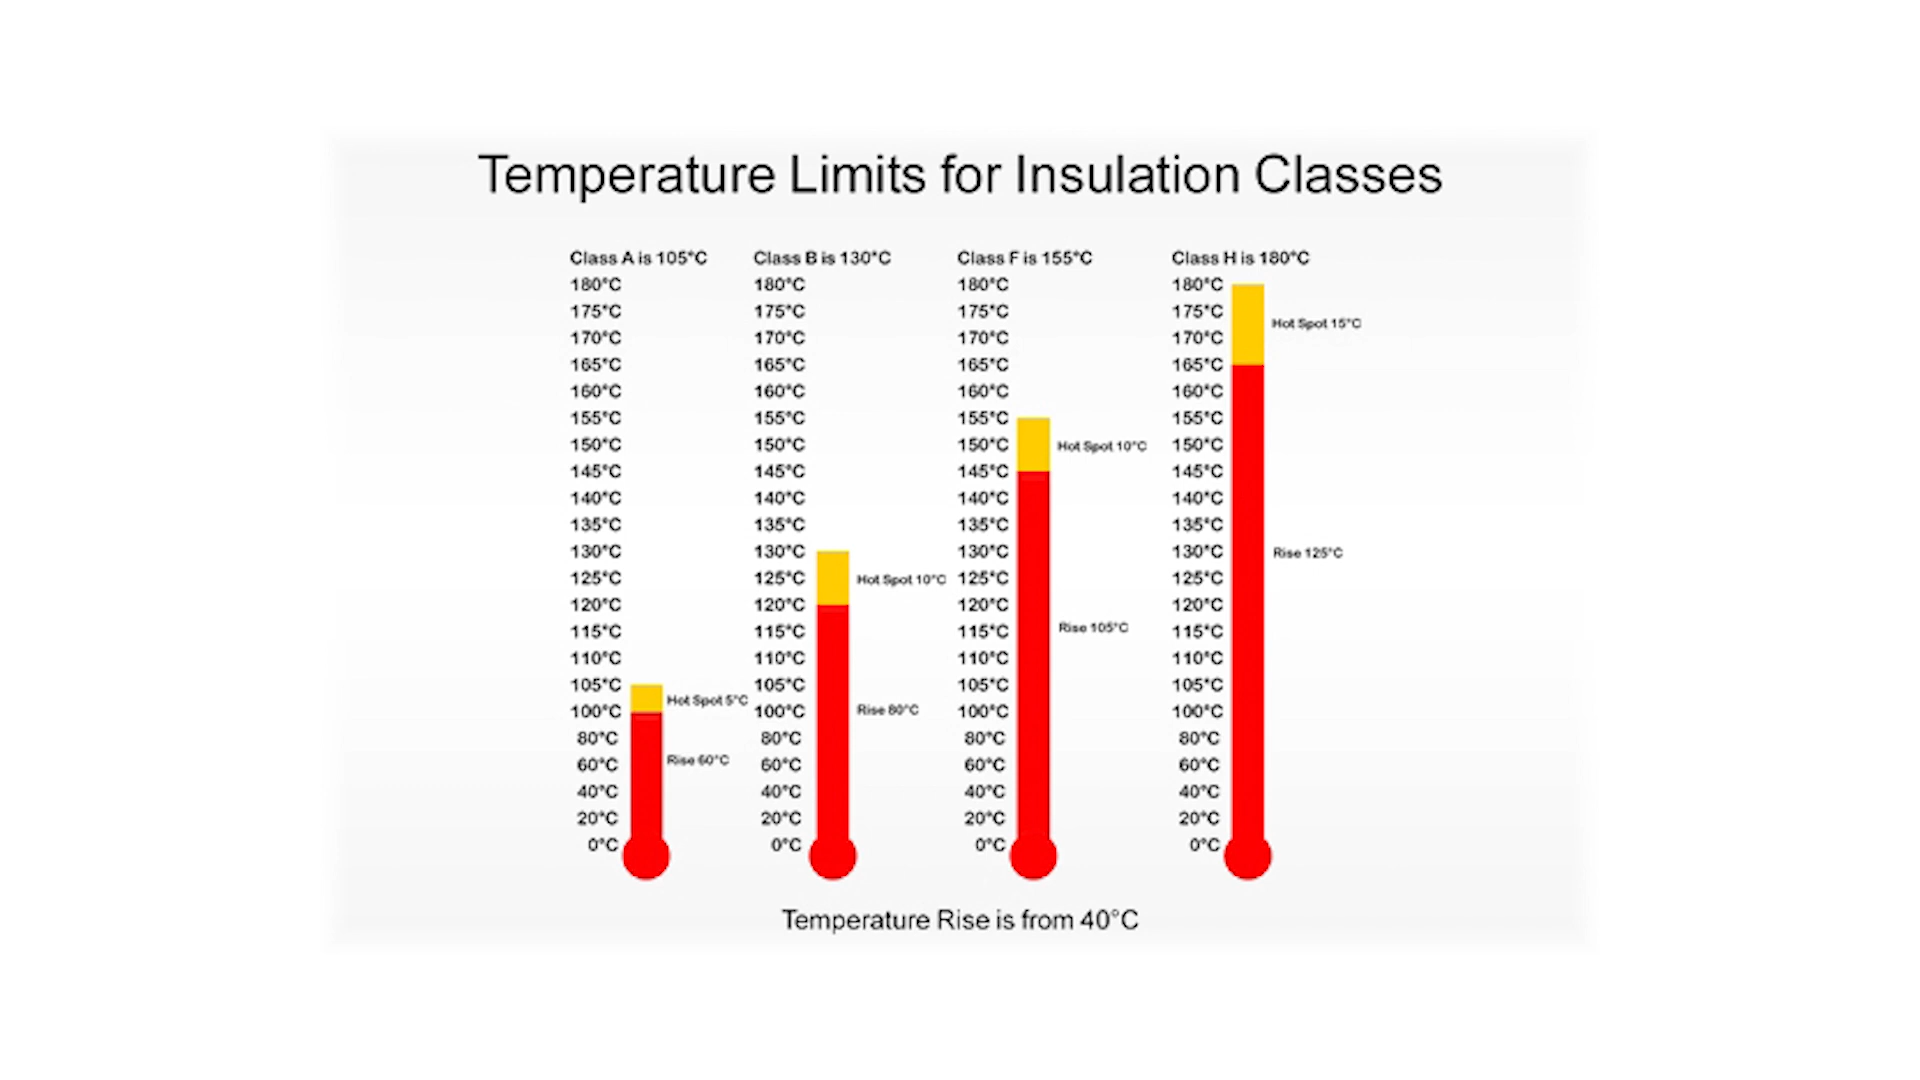 Temperature Limits for Insulation Classes
Class A is 105°C
180°C
175°C
170°C
165°C
160°C
155°C
150°C
145°C
140°C
135°C
130°C
125°C
120°C
115°C
110°C
105°C
100°C
80°C
60°C
40°C
20°C
0°C
Hot Spot 5°C
Rise 60°C
Class B is 130°C
180°C
175°C
170°C
165°C
160°C
155°C
150°C
145°C
140°C
135°C
130°C
125°C
120°C
115°C
110°C
105°C
100°C
80°C
60°C
40°C
20°C
0°C
Hot Spot 10°C
Rise 80°C
Class F is 155°C
180°C
175°C
170°C
165°C
160°C
155°C
150°C
145°C
140°C
135°C
130°C
125°C
120°C
115°C
110°C
105°C
100°C
80°C
60°C
40°C
20°C
0°C
Hot Spot 10°C
Rise 105°C
Class H is 180°C
180°C
175°C
170°C
165°C
160°C
155°C
150°C
145°C
140°C
135°C
130°C
125°C
120°C
115°C
110°C
105°C
100°C
80°C
60°C
40°C
20°C
0°C
Hot Spot 15°C
Rise 125°C
Temperature Rise is from 40°C